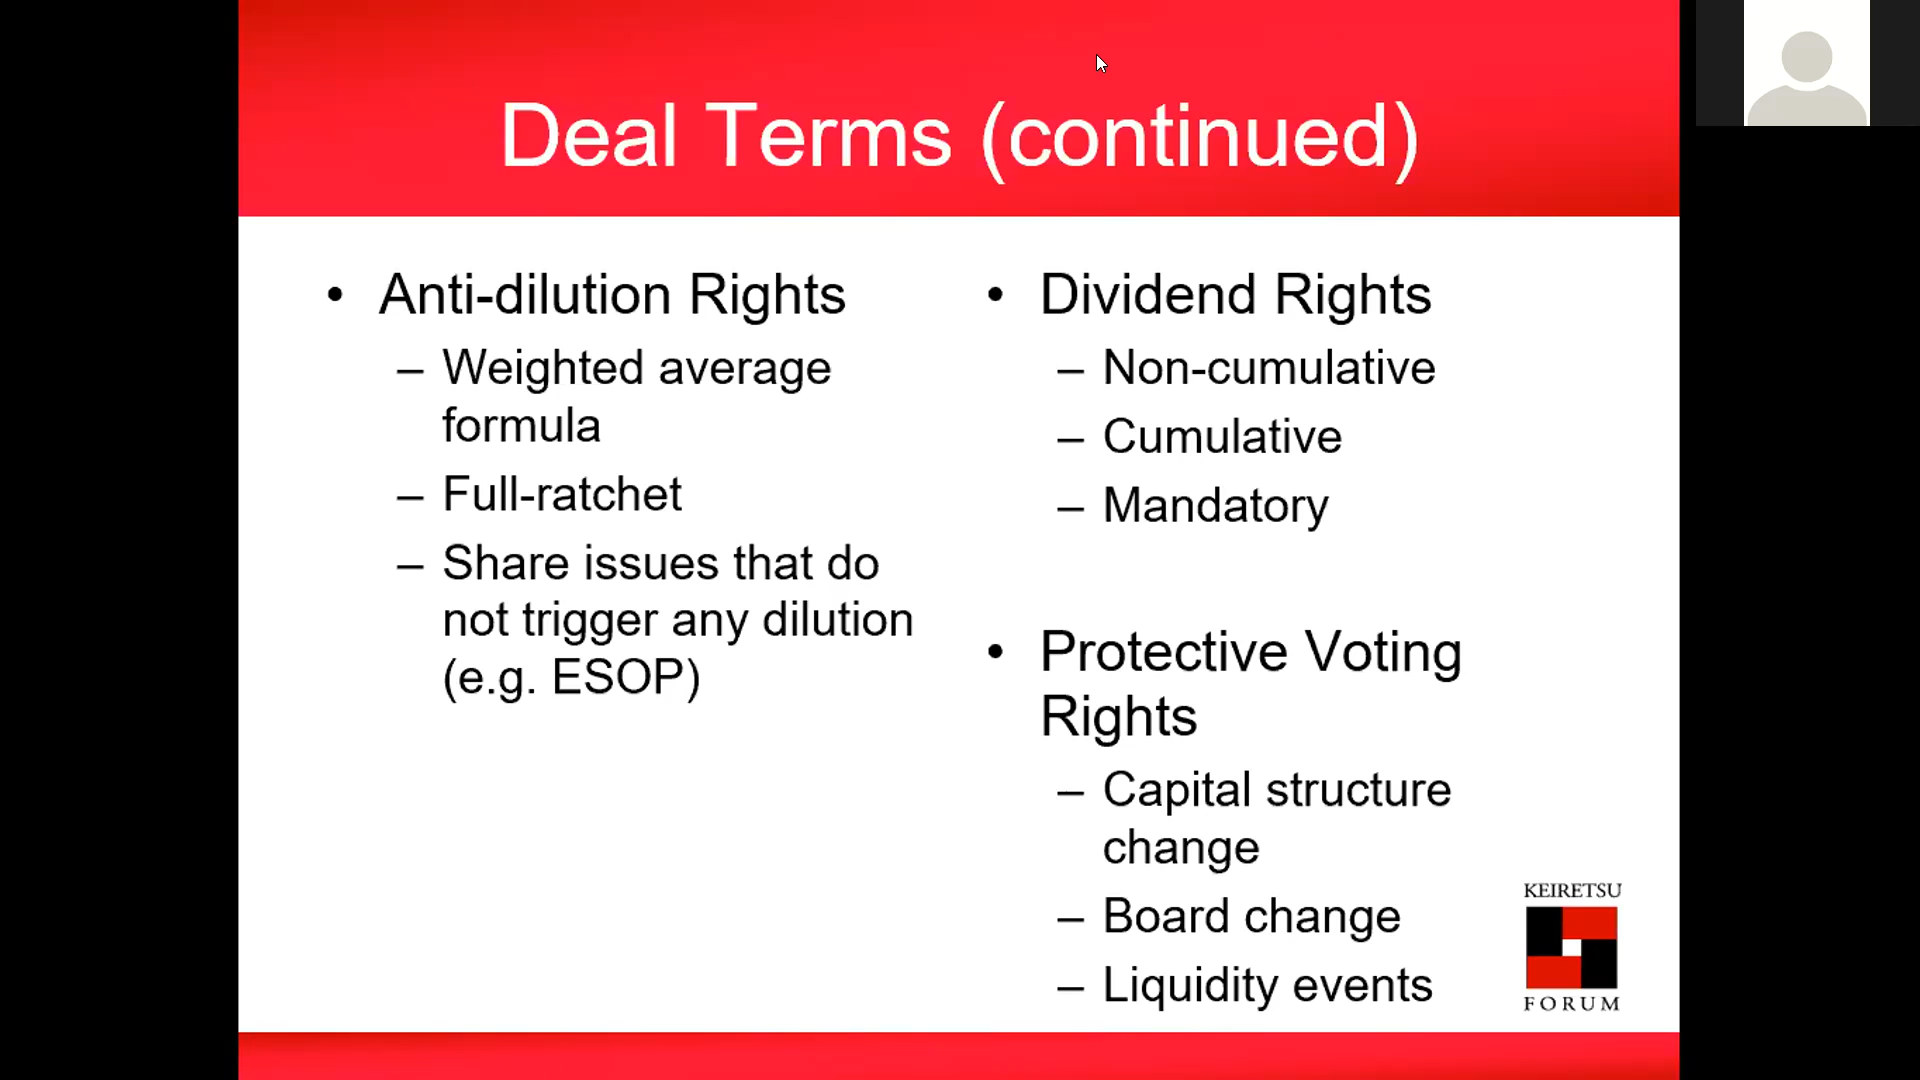 Deal Terms (continued)
• Anti-dilution Rights
– Weighted average
formula
– Full-ratchet
– Share issues that do
not trigger any dilution
(e.g. ESOP)
• Dividend Rights
– Non-cumulative
– Cumulative
– Mandatory
• Protective Voting
Rights
– Capital structure
change
– Board change
– Liquidity events
KEIRETSU
FORUM